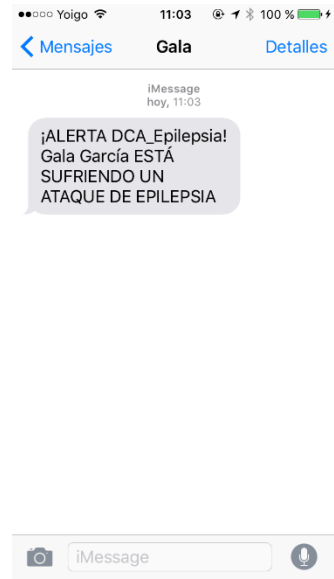 Yoigo 11:03 100 %
Mensajes Gala Detalles
iMessage
hoy, 11:03
¡ALERTA DCA_Epilepsia!
Gala García ESTÁ
SUFRIENDO UN
ATAQUE DE EPILEPSIA
iMessage